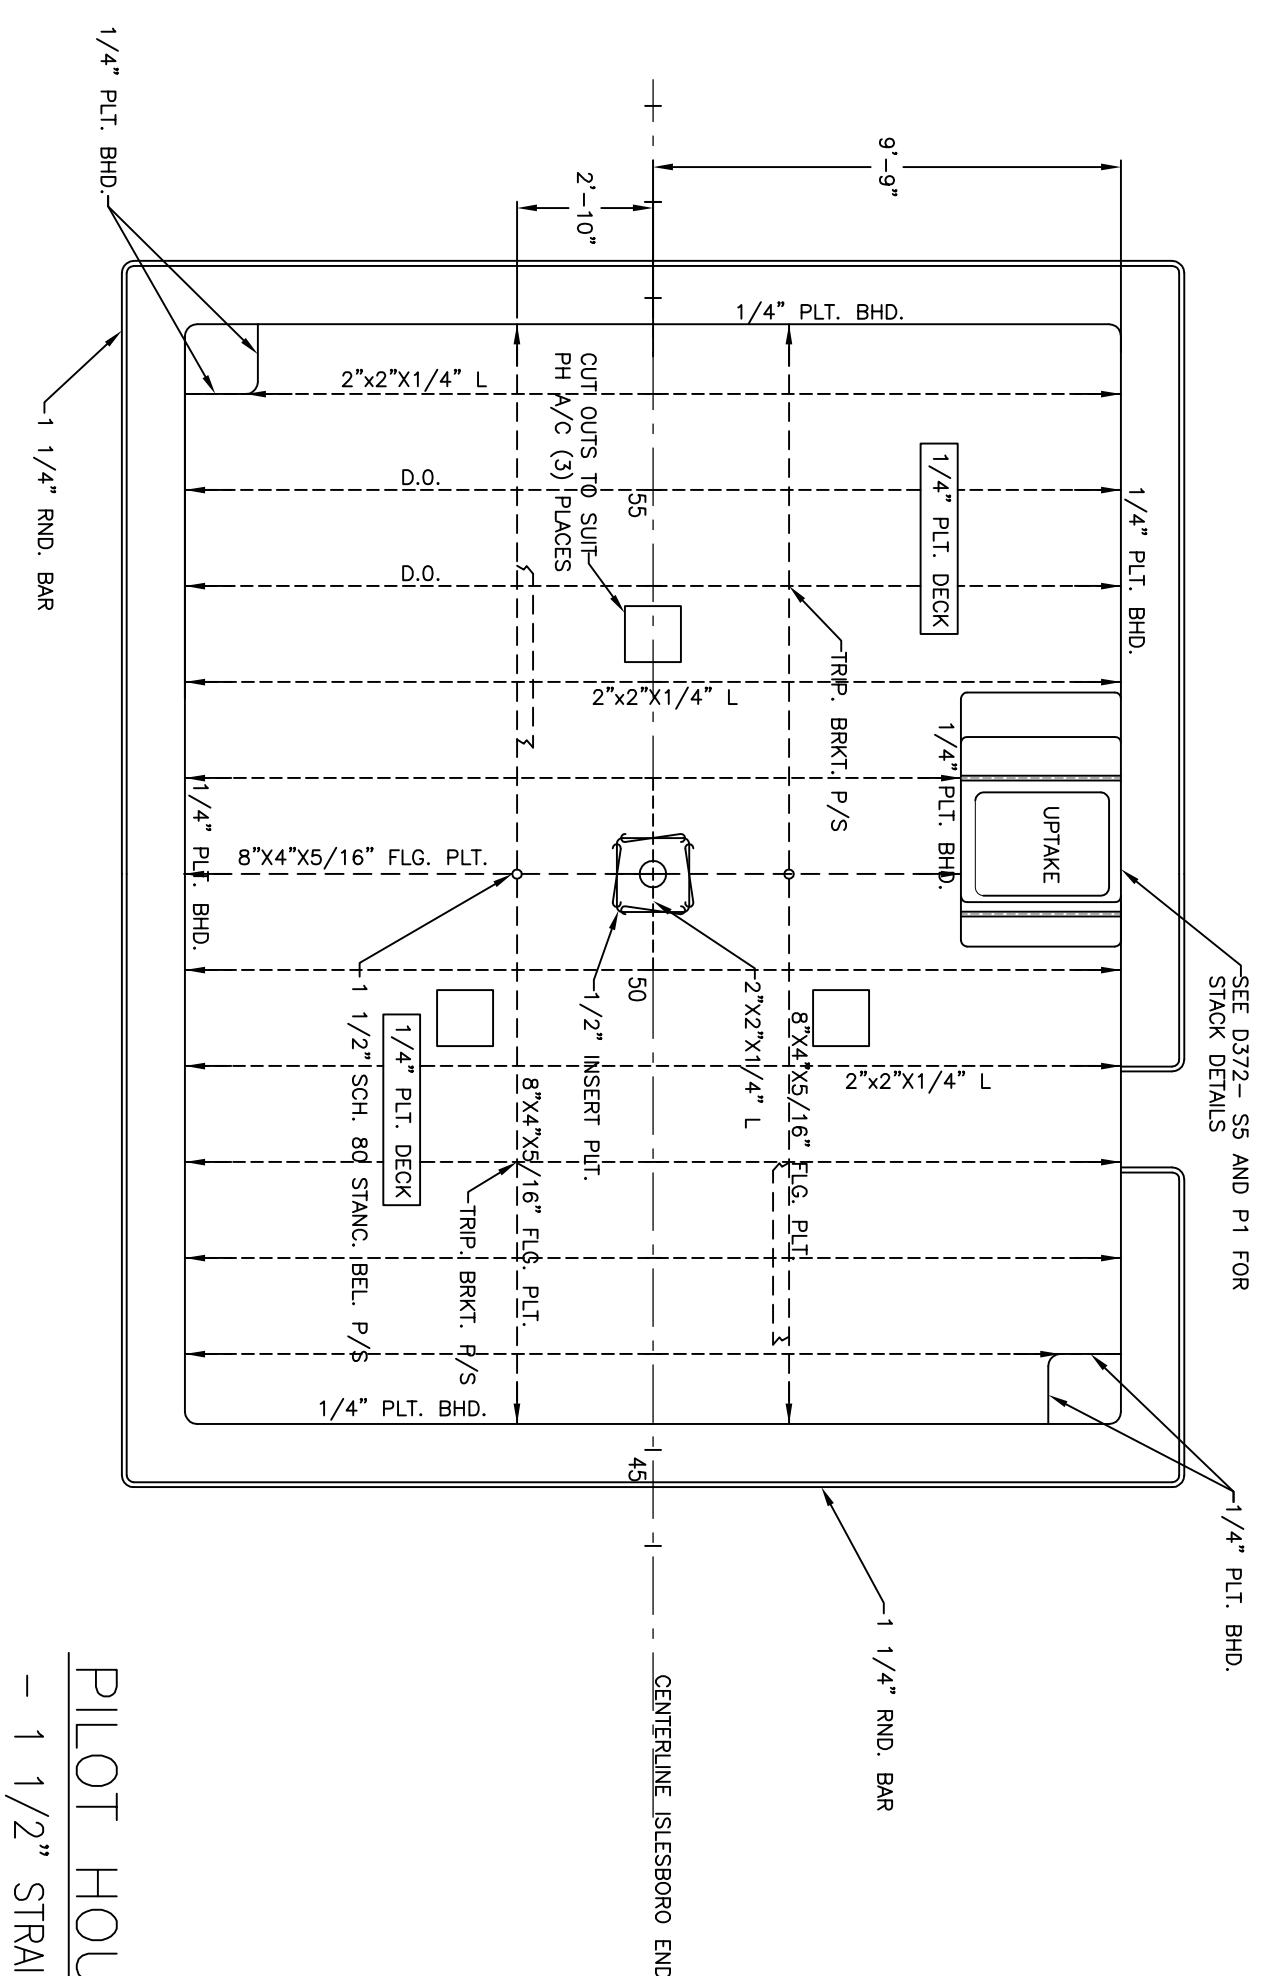 SEE D372- S5 AND P1 FOR
STACK DETAILS
1/4" PLT. BHD.
1/4" PLT. BHD.
9'-9"
1/4" PLT. DECK
UPTAKE
1/4" PLT. BHD.
1 1/4" RND. BAR
1/4" PLT. BHD.
TRIP. BRKT. P/S
8"X4"X5/16" FLG. PLT.
2"x2"X1/4" L
2"X2"X1/4" L
2"x2"X1/4" L
55
50
45
CENTERLINE ISLESBORO END
2'-10"
CUT OUTS TO SUIT
PH A/C (3) PLACES
1/2" INSERT PLT.
8"X4"X5/16" FLG. PLT.
TRIP. BRKT. P/S
2"x2"X1/4" L
D.O.
D.O.
8"X4"X5/16" FLG. PLT.
1/4" PLT. DECK
1 1/2" SCH. 80 STANC. BEL. P/S
1/4" PLT. BHD.
1/4" PLT. BHD.
1/4" PLT. BHD.
1 1/4" RND. BAR
PILOT HOU
- 1 1/2" STRAI